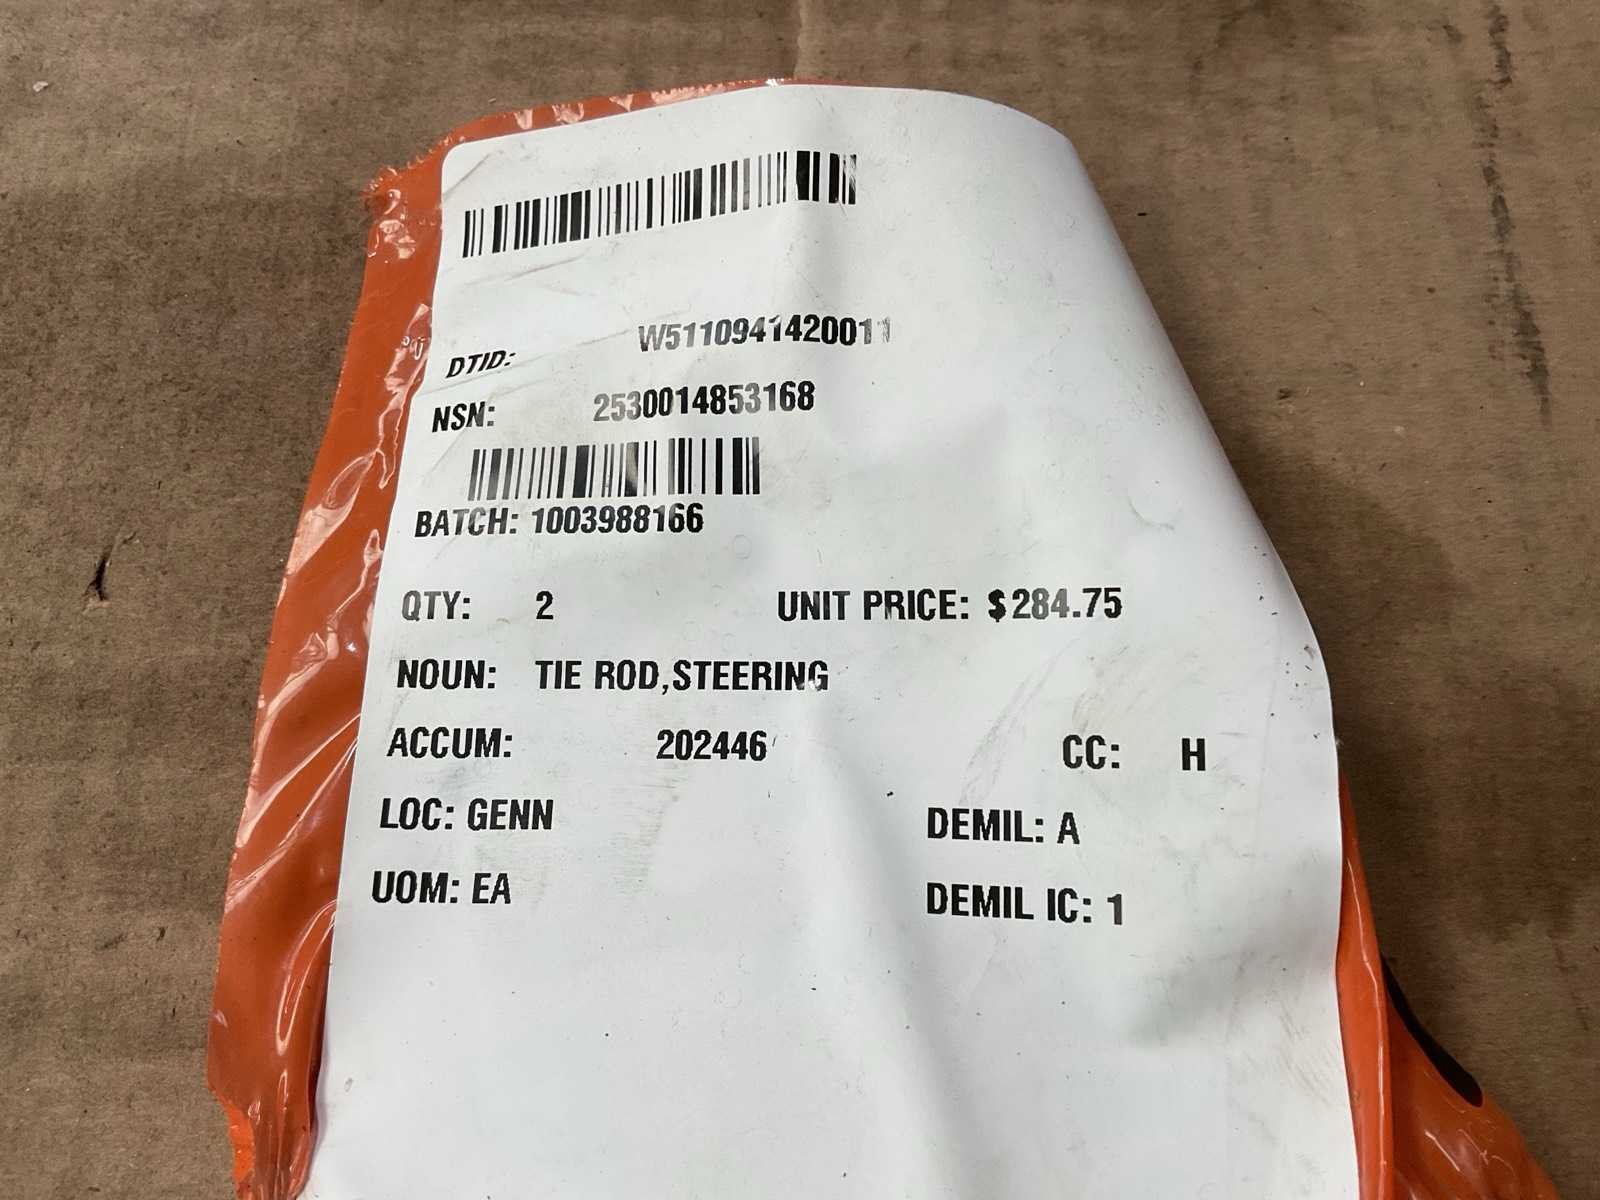 DTID: W5110941420011
NSN: 2530014853168
BATCH: 1003988166
QTY: 2 UNIT PRICE: $284.75
NOUN: TIE ROD,STEERING
ACCUM: 202446 CC: H
LOC: GENN DEMIL: A
UOM: EA DEMIL IC: 1